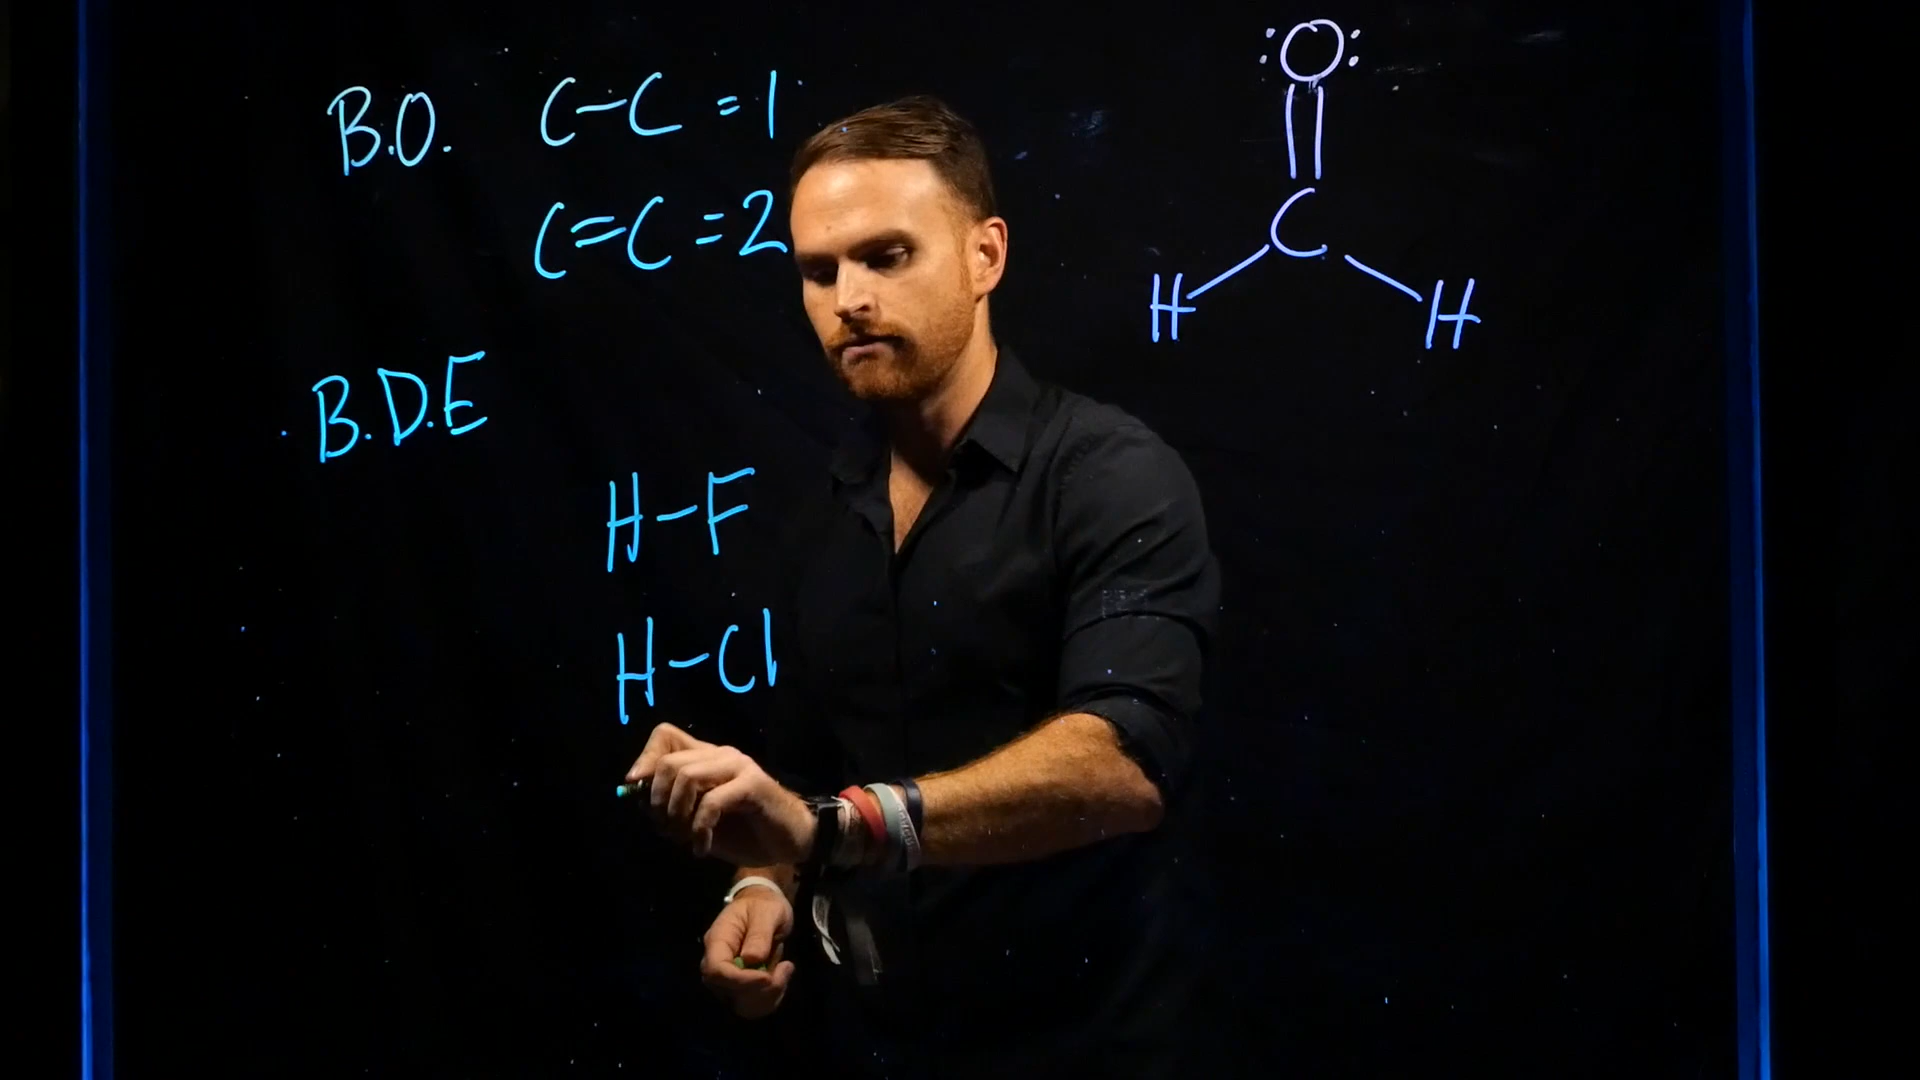 B.O. C-C = 1
C=C = 2
B.D.E
H-F
H-Cl
:O:
C
H H